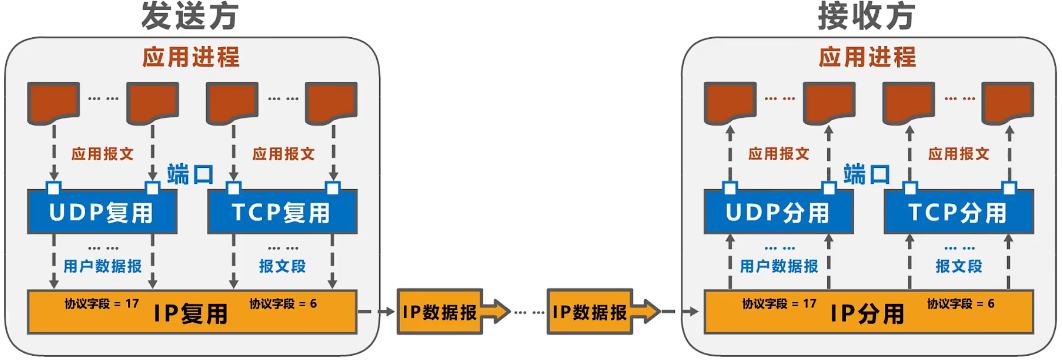 发送方
应用进程
… … … …
应用报文 应用报文
端口
UDP复用 TCP复用
… … … …
用户数据报 报文段
协议字段 = 17 协议字段 = 6
IP复用
IP数据报 … … IP数据报
接收方
应用进程
… … … …
应用报文 应用报文
端口
UDP分用 TCP分用
… … … …
用户数据报 报文段
协议字段 = 17 协议字段 = 6
IP分用